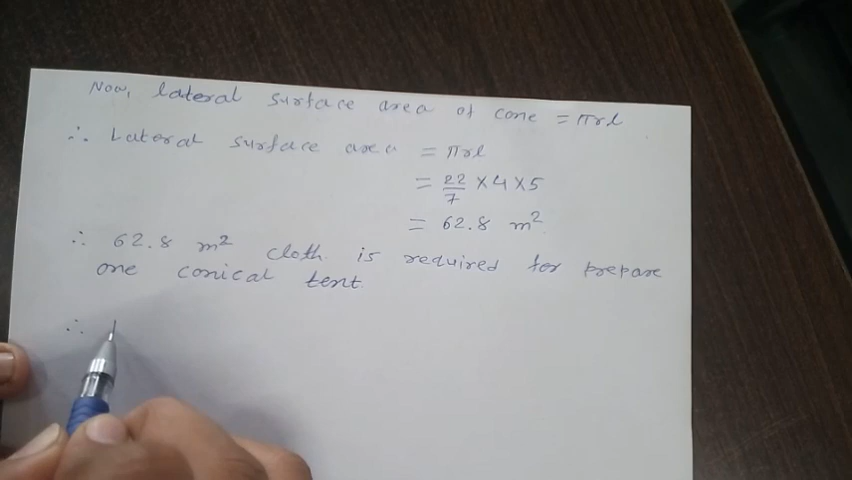 Now, lateral surface area of cone = πrl
∴ Lateral surface area = πrl
= 22/7 × 4 × 5
= 62.8 m²
∴ 62.8 m² cloth is required for prepare
one conical tent
∴